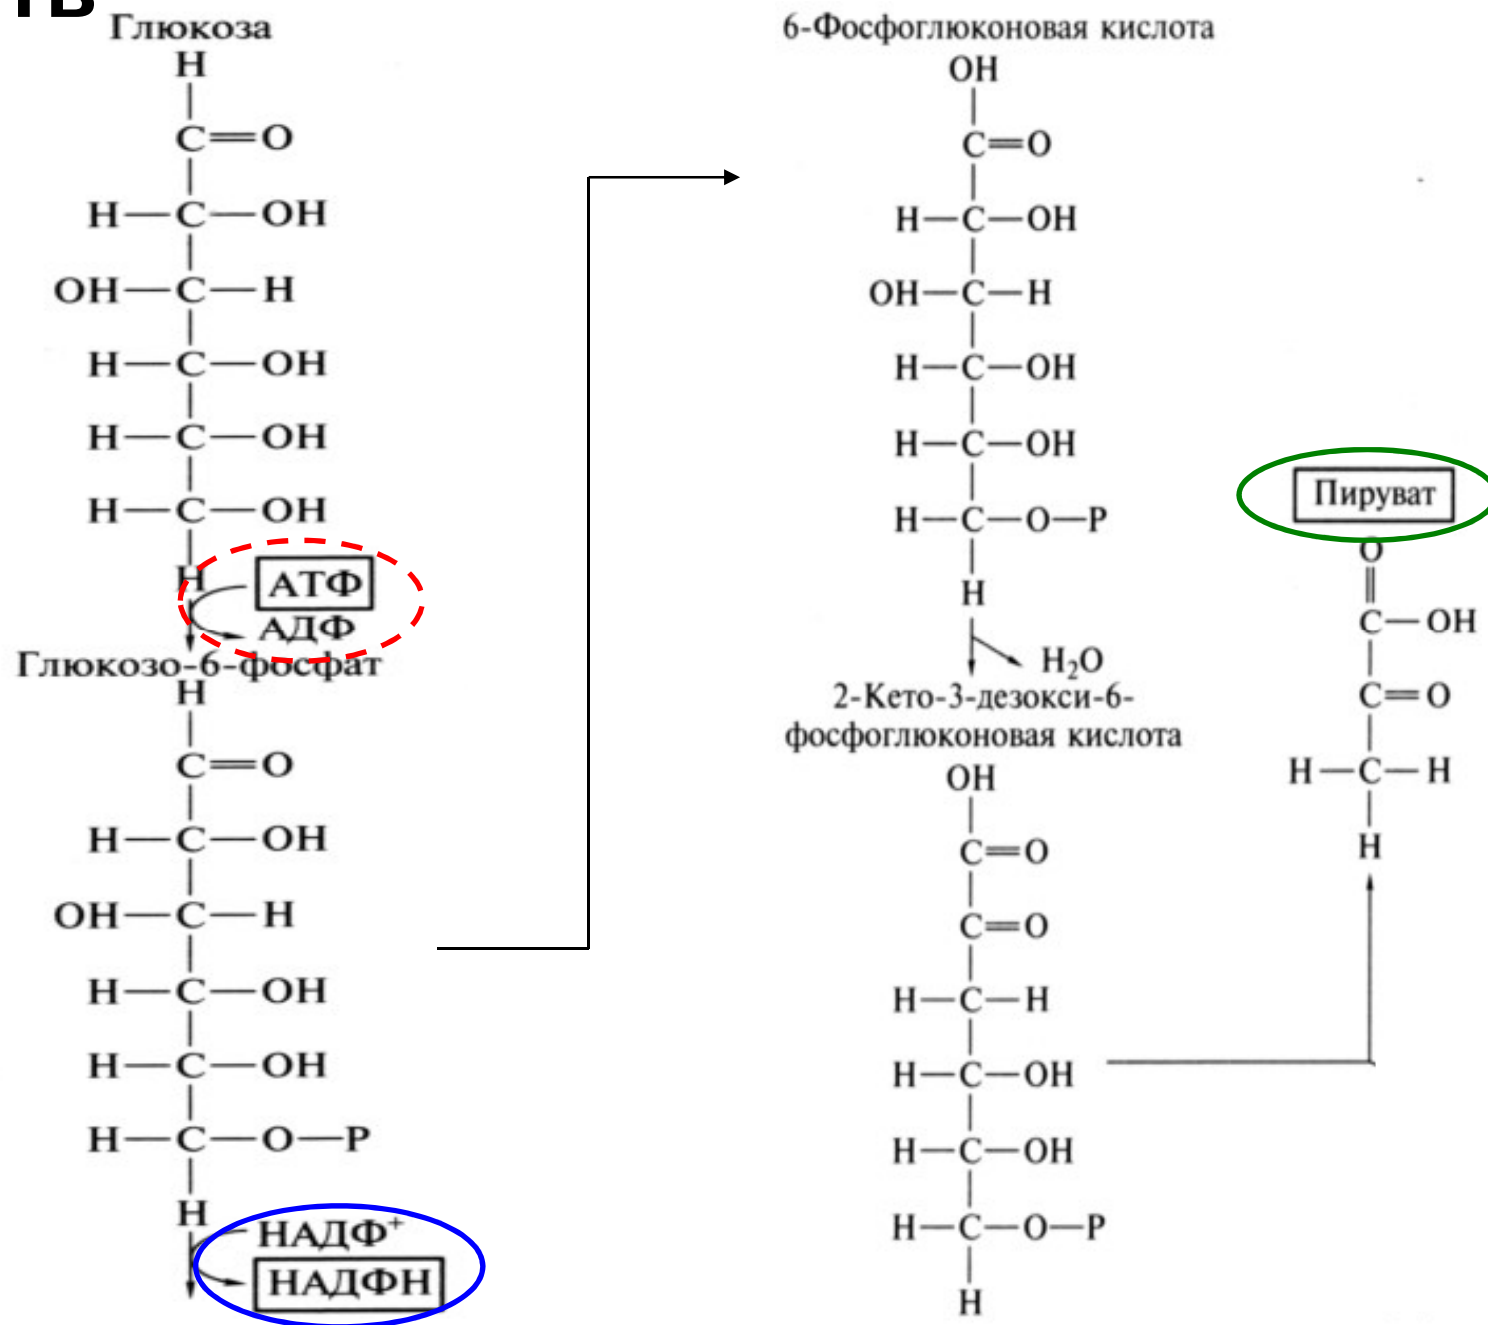 ТВ
Глюкоза
H
C=O
H—C—OH
OH—C—H
H—C—OH
H—C—OH
H—C—OH
H
АТФ
АДФ
Глюкозо-6-фосфат
H
C=O
H—C—OH
OH—C—H
H—C—OH
H—C—OH
H—C—O—P
H
НАДФ⁺
НАДФН
6-Фосфоглюконовая кислота
OH
C=O
H—C—OH
OH—C—H
H—C—OH
H—C—OH
H—C—O—P
H
H₂O
2-Кето-3-дезокси-6-
фосфоглюконовая кислота
OH
C=O
C=O
H—C—H
H—C—OH
H—C—OH
H—C—O—P
H
Пируват
O
C—OH
C=O
H—C—H
H